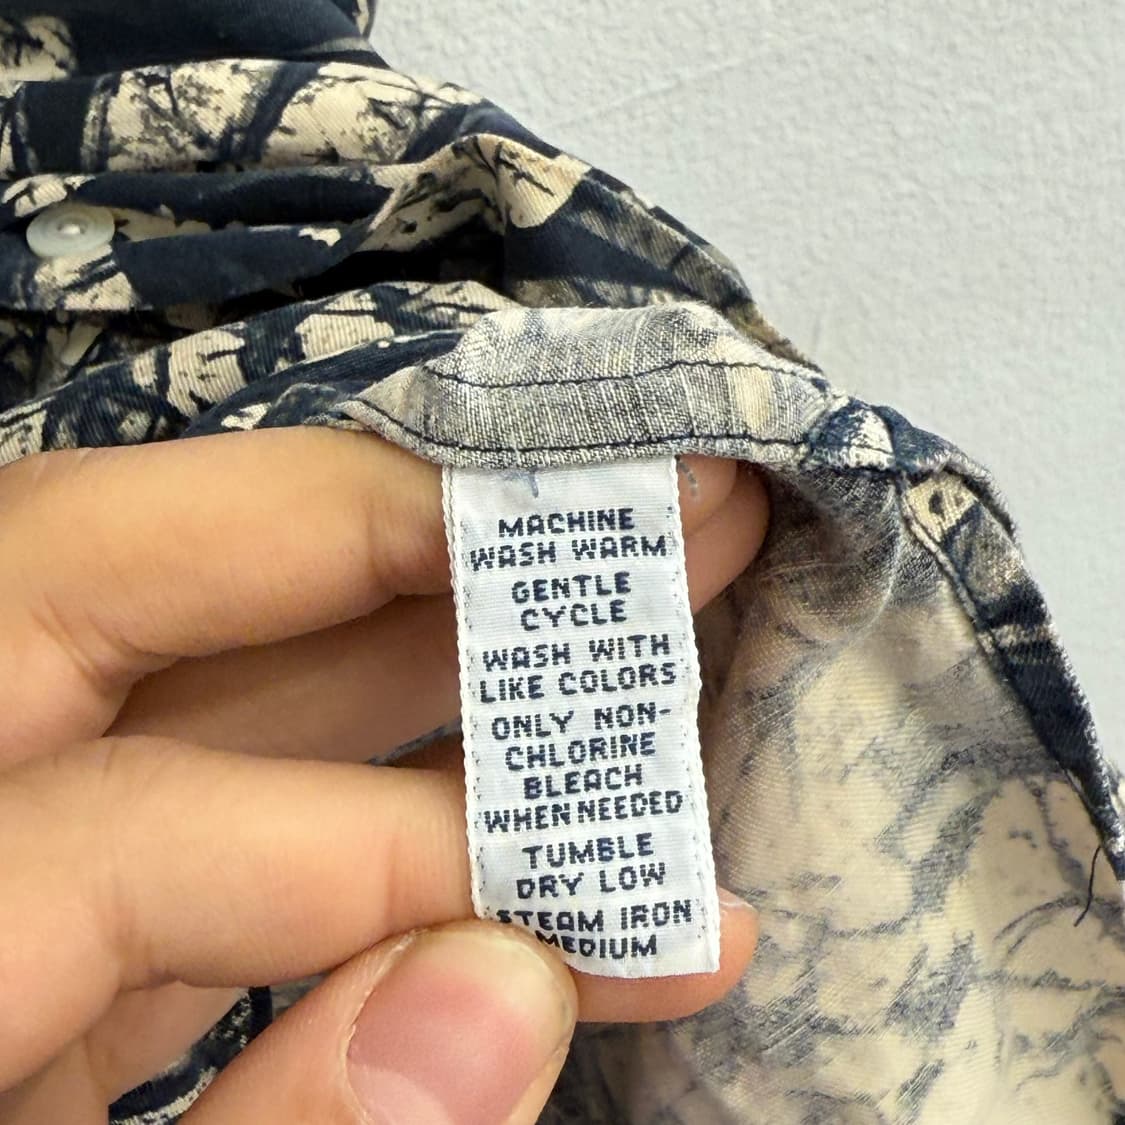 MACHINE
WASH WARM
GENTLE
CYCLE
WASH WITH
LIKE COLORS
ONLY NON-
CHLORINE
BLEACH
WHEN NEEDED
TUMBLE
DRY LOW
STEAM IRON
MEDIUM